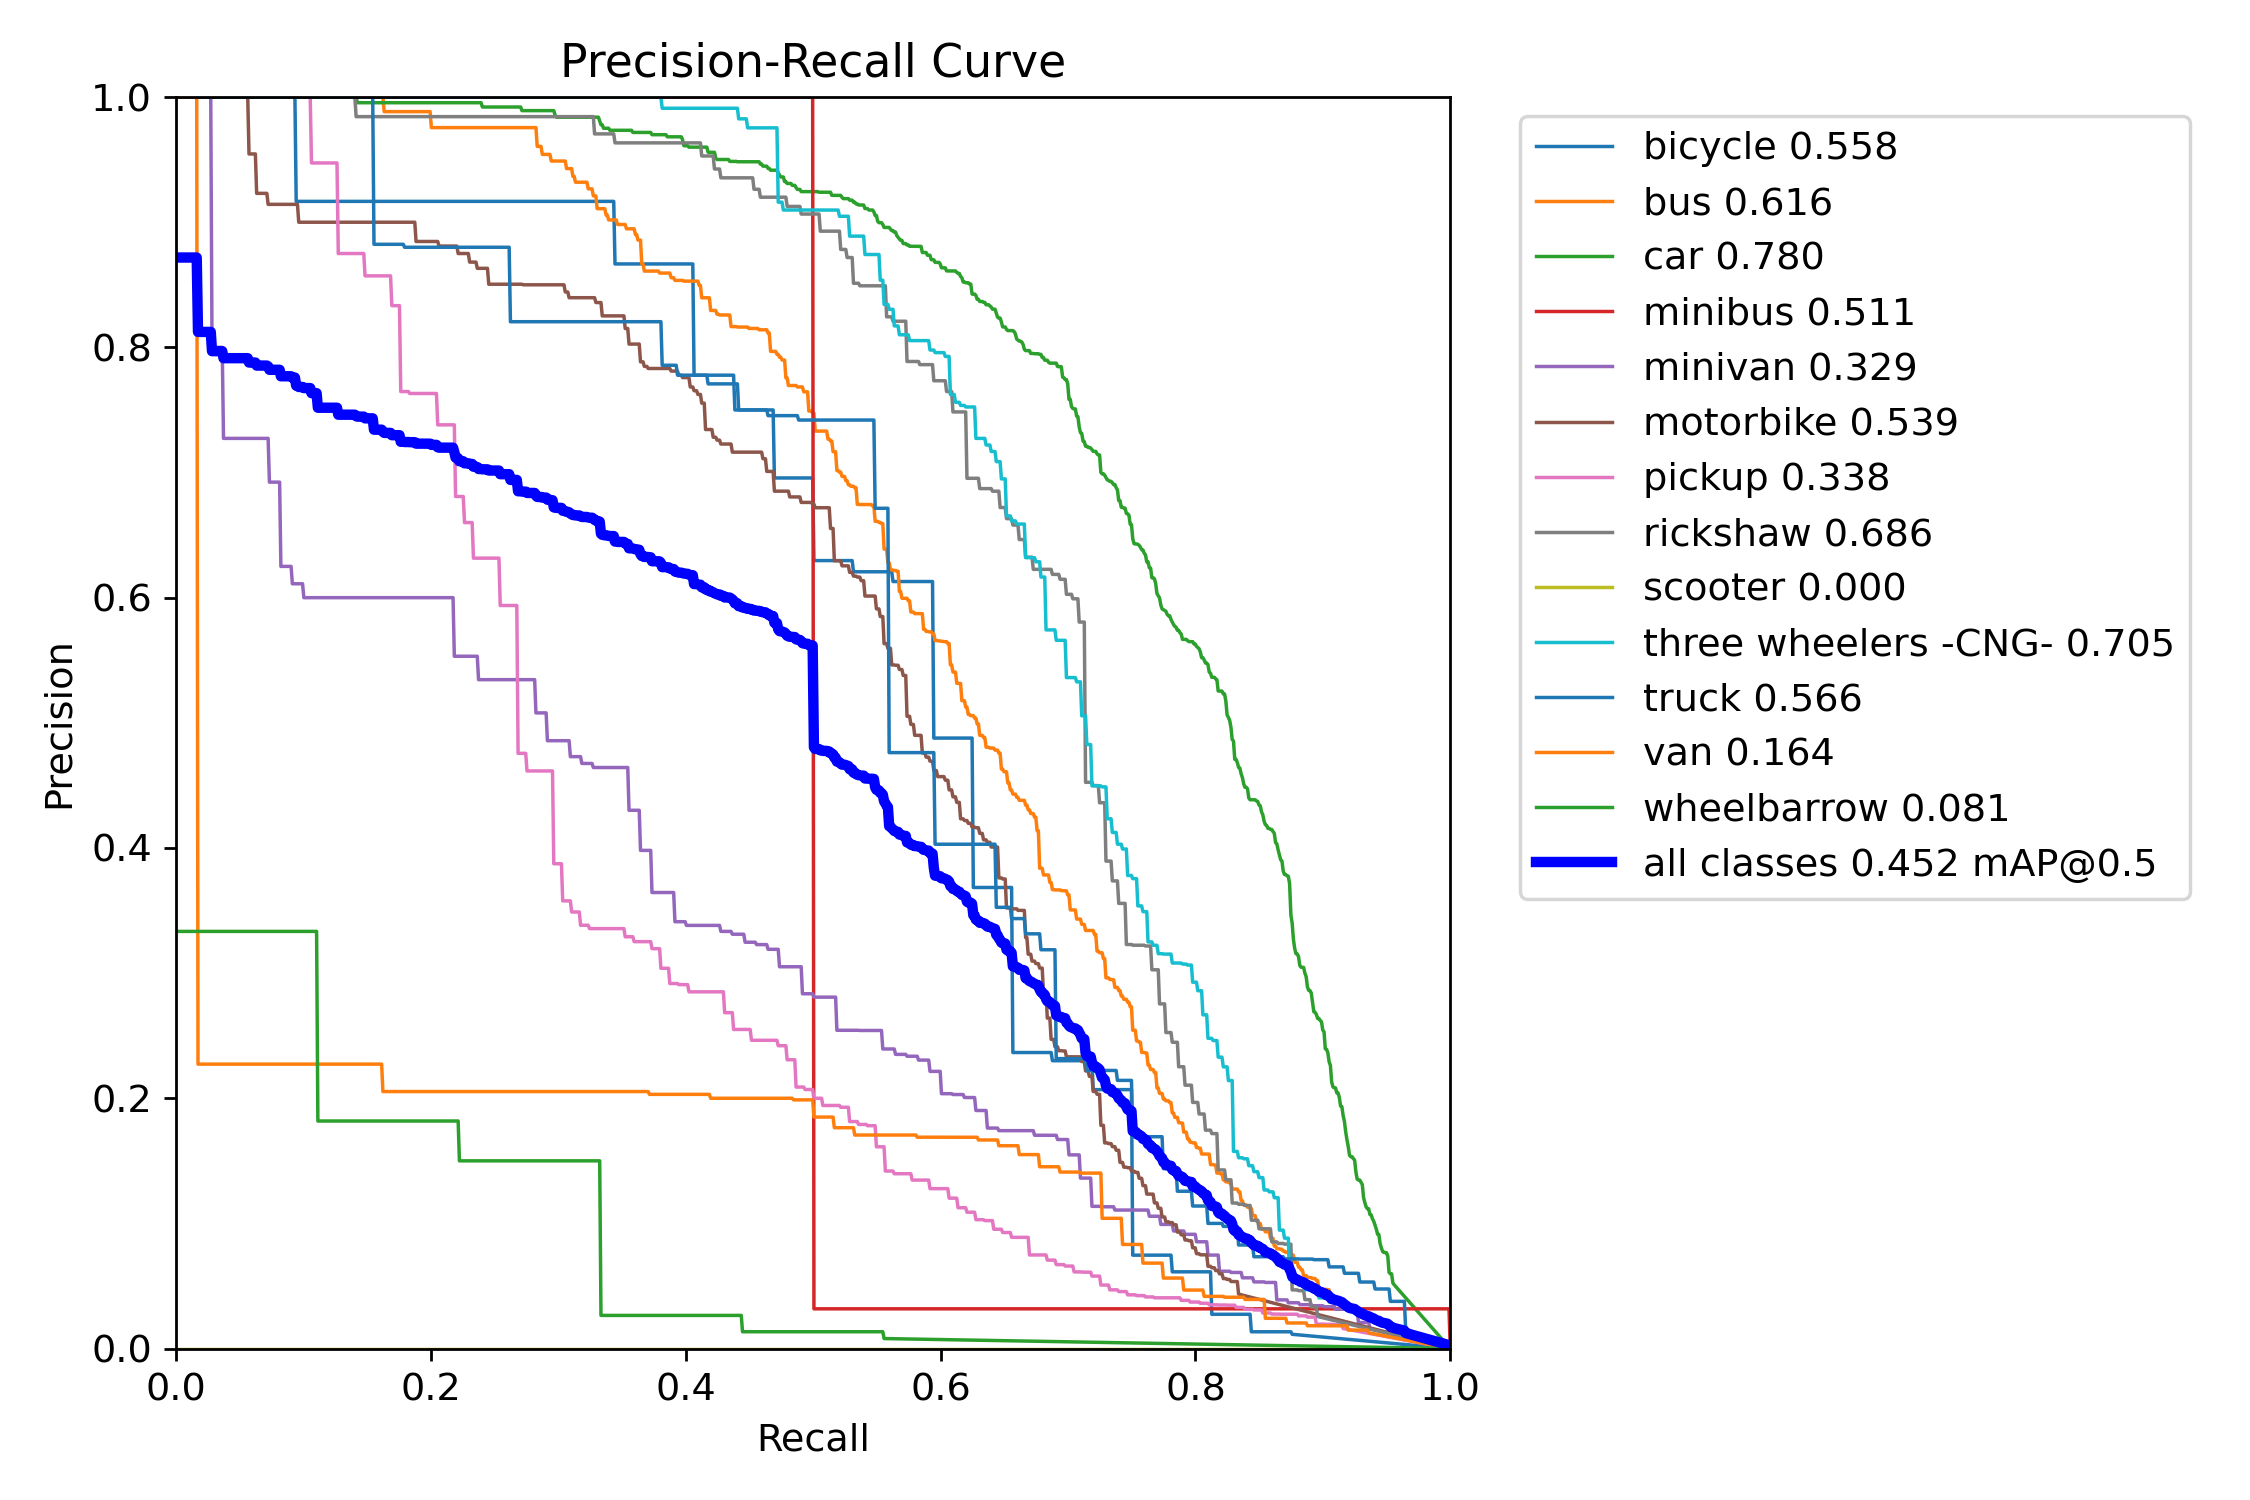 Precision-Recall Curve
1.0
0.8
0.6
0.4
0.2
0.0
Precision
0.0 0.2 0.4 0.6 0.8 1.0
Recall
bicycle 0.558
bus 0.616
car 0.780
minibus 0.511
minivan 0.329
motorbike 0.539
pickup 0.338
rickshaw 0.686
scooter 0.000
three wheelers -CNG- 0.705
truck 0.566
van 0.164
wheelbarrow 0.081
all classes 0.452 mAP@0.5